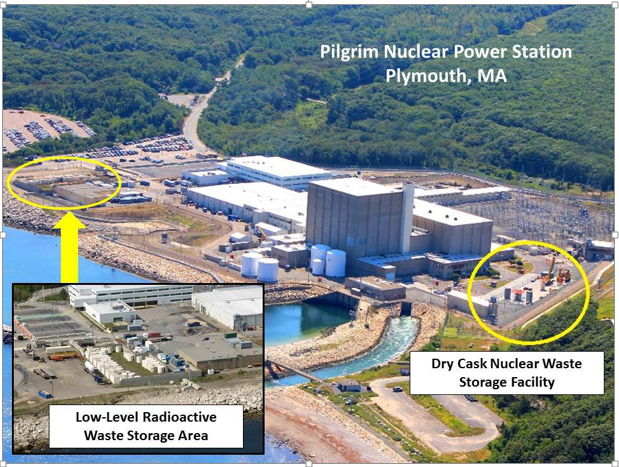 Pilgrim Nuclear Power Station
Plymouth, MA
Dry Cask Nuclear Waste
Storage Facility
Low-Level Radioactive
Waste Storage Area